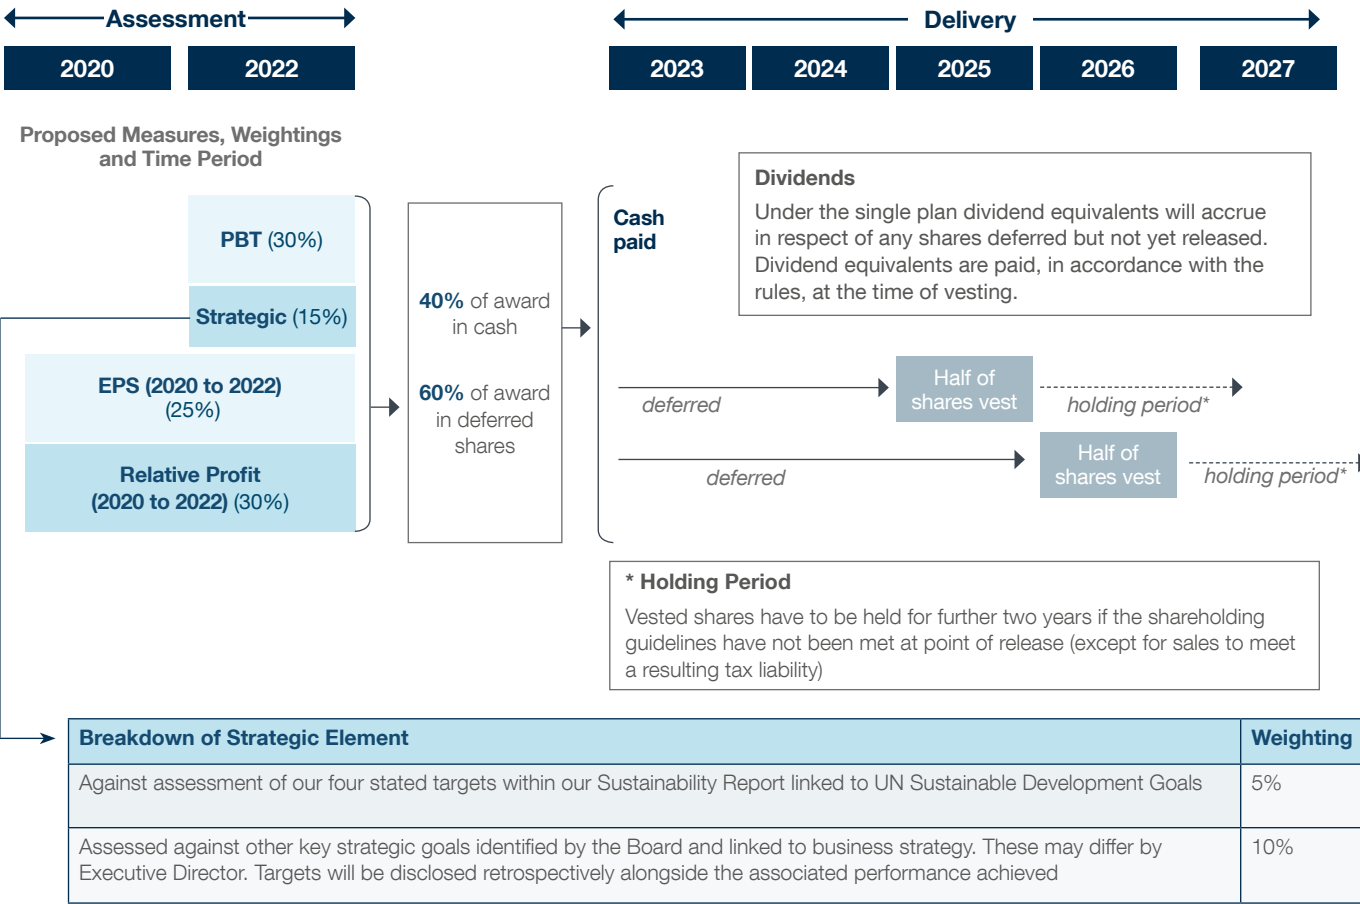 Assessment
Delivery
2020
2022
2023
2024
2025
2026
2027
Proposed Measures, Weightings
and Time Period
PBT (30%)
Strategic (15%)
EPS (2020 to 2022)
(25%)
Relative Profit
(2020 to 2022) (30%)
40% of award
in cash
60% of award
in deferred
shares
Cash
paid
Dividends
Under the single plan dividend equivalents will accrue
in respect of any shares deferred but not yet released.
Dividend equivalents are paid, in accordance with the
rules, at the time of vesting.
deferred
Half of
shares vest
holding period*
deferred
Half of
shares vest
holding period*
* Holding Period
Vested shares have to be held for further two years if the shareholding
guidelines have not been met at point of release (except for sales to meet
a resulting tax liability)
Breakdown of Strategic Element
Weighting
Against assessment of our four stated targets within our Sustainability Report linked to UN Sustainable Development Goals
5%
Assessed against other key strategic goals identified by the Board and linked to business strategy. These may differ by
Executive Director. Targets will be disclosed retrospectively alongside the associated performance achieved
10%